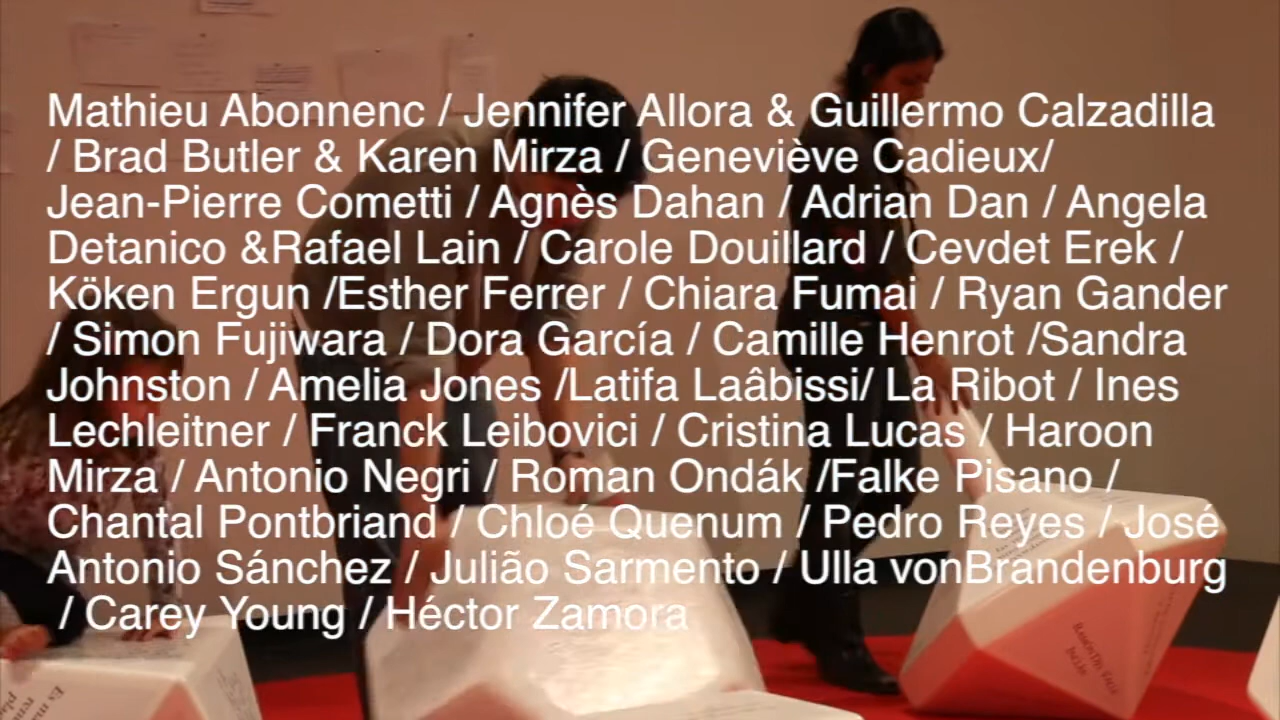 Mathieu Abonnenc / Jennifer Allora & Guillermo Calzadilla
/ Brad Butler & Karen Mirza / Geneviève Cadieux/
Jean-Pierre Cometti / Agnès Dahan / Adrian Dan / Angela
Detanico &Rafael Lain / Carole Douillard / Cevdet Erek /
Köken Ergun /Esther Ferrer / Chiara Fumai / Ryan Gander
/ Simon Fujiwara / Dora García / Camille Henrot /Sandra
Johnston / Amelia Jones /Latifa Laâbissi/ La Ribot / Ines
Lechleitner / Franck Leibovici / Cristina Lucas / Haroon
Mirza / Antonio Negri / Roman Ondák /Falke Pisano /
Chantal Pontbriand / Chloé Quenum / Pedro Reyes / José
Antonio Sánchez / Julião Sarmento / Ulla vonBrandenburg
/ Carey Young / Héctor Zamora